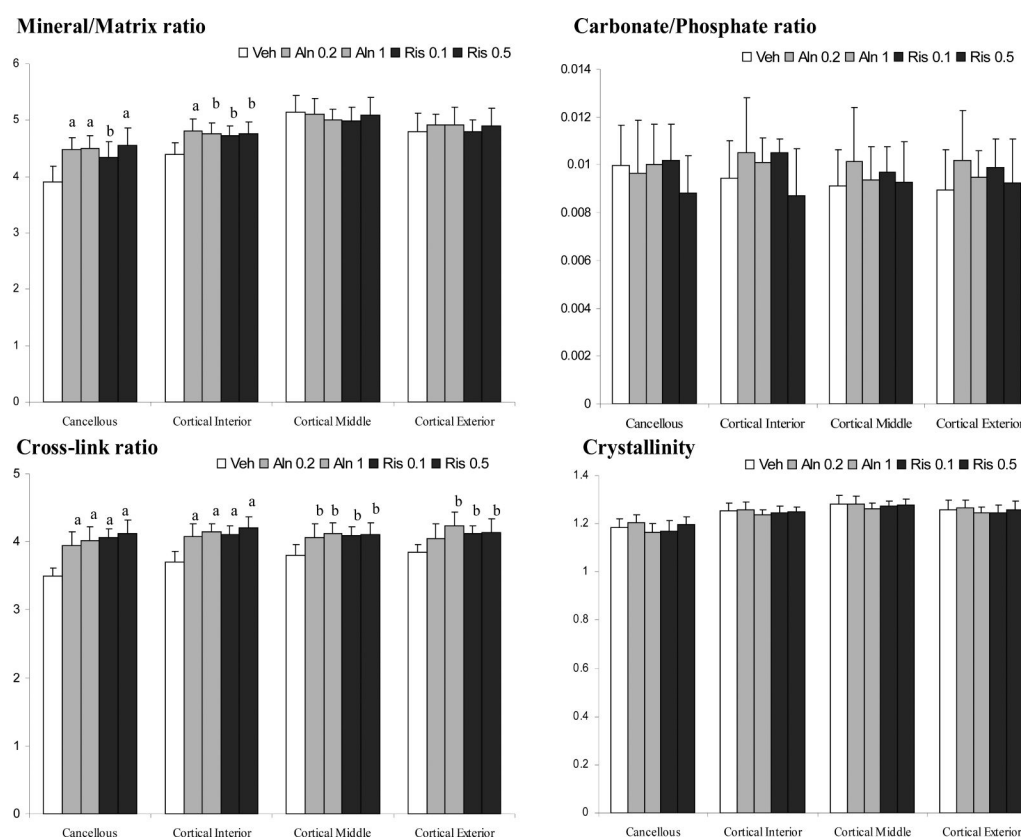 Mineral/Matrix ratio
Veh Aln 0.2 Aln 1 Ris 0.1 Ris 0.5
6
5
4
3
2
1
0
a a b a
a b b b
Cancellous Cortical Interior Cortical Middle Cortical Exterior
Carbonate/Phosphate ratio
Veh Aln 0.2 Aln 1 Ris 0.1 Ris 0.5
0.014
0.012
0.01
0.008
0.006
0.004
0.002
0
Cancellous Cortical Interior Cortical Middle Cortical Exterior
Cross-link ratio
Veh Aln 0.2 Aln 1 Ris 0.1 Ris 0.5
5
4
3
2
1
0
a a a a
a a a a
b b b b
b b b
Cancellous Cortical Interior Cortical Middle Cortical Exterior
Crystallinity
Veh Aln 0.2 Aln 1 Ris 0.1 Ris 0.5
1.4
1.2
1
0.8
0.6
0.4
0.2
0
Cancellous Cortical Interior Cortical Middle Cortical Exterior